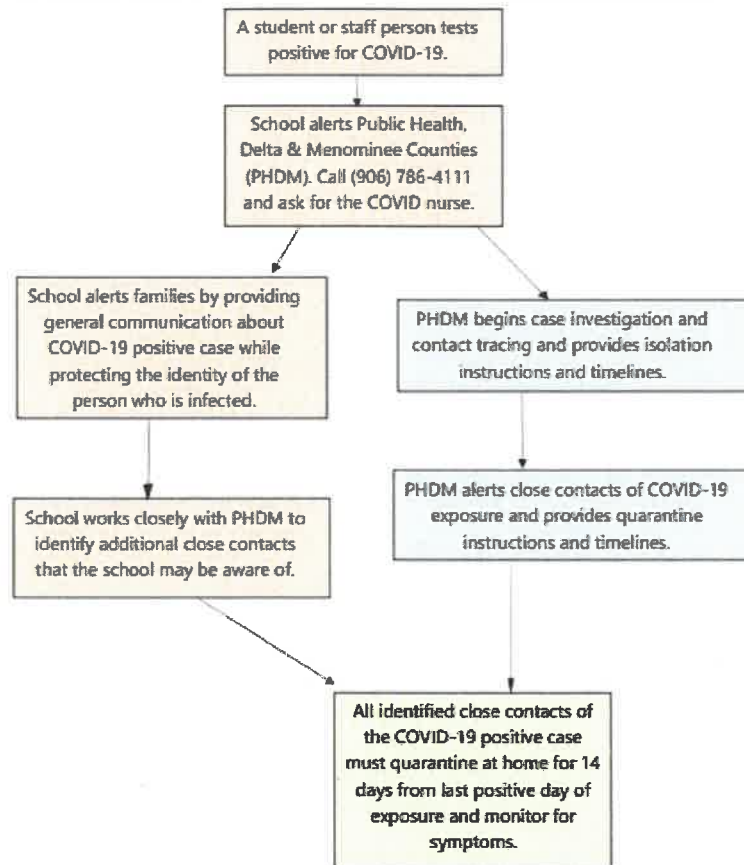 A student or staff person tests
positive for COVID-19.
School alerts Public Health,
Delta & Menominee Counties
(PHDM). Call (906) 786-4111
and ask for the COVID nurse.
School alerts families by providing
general communication about
COVID-19 positive case while
protecting the identity of the
person who is infected.
PHDM begins case investigation and
contact tracing and provides isolation
instructions and timelines.
School works closely with PHDM to
identify additional close contacts
that the school may be aware of.
PHDM alerts close contacts of COVID-19
exposure and provides quarantine
instructions and timelines.
All identified close contacts of
the COVID-19 positive case
must quarantine at home for 14
days from last positive day of
exposure and monitor for
symptoms.